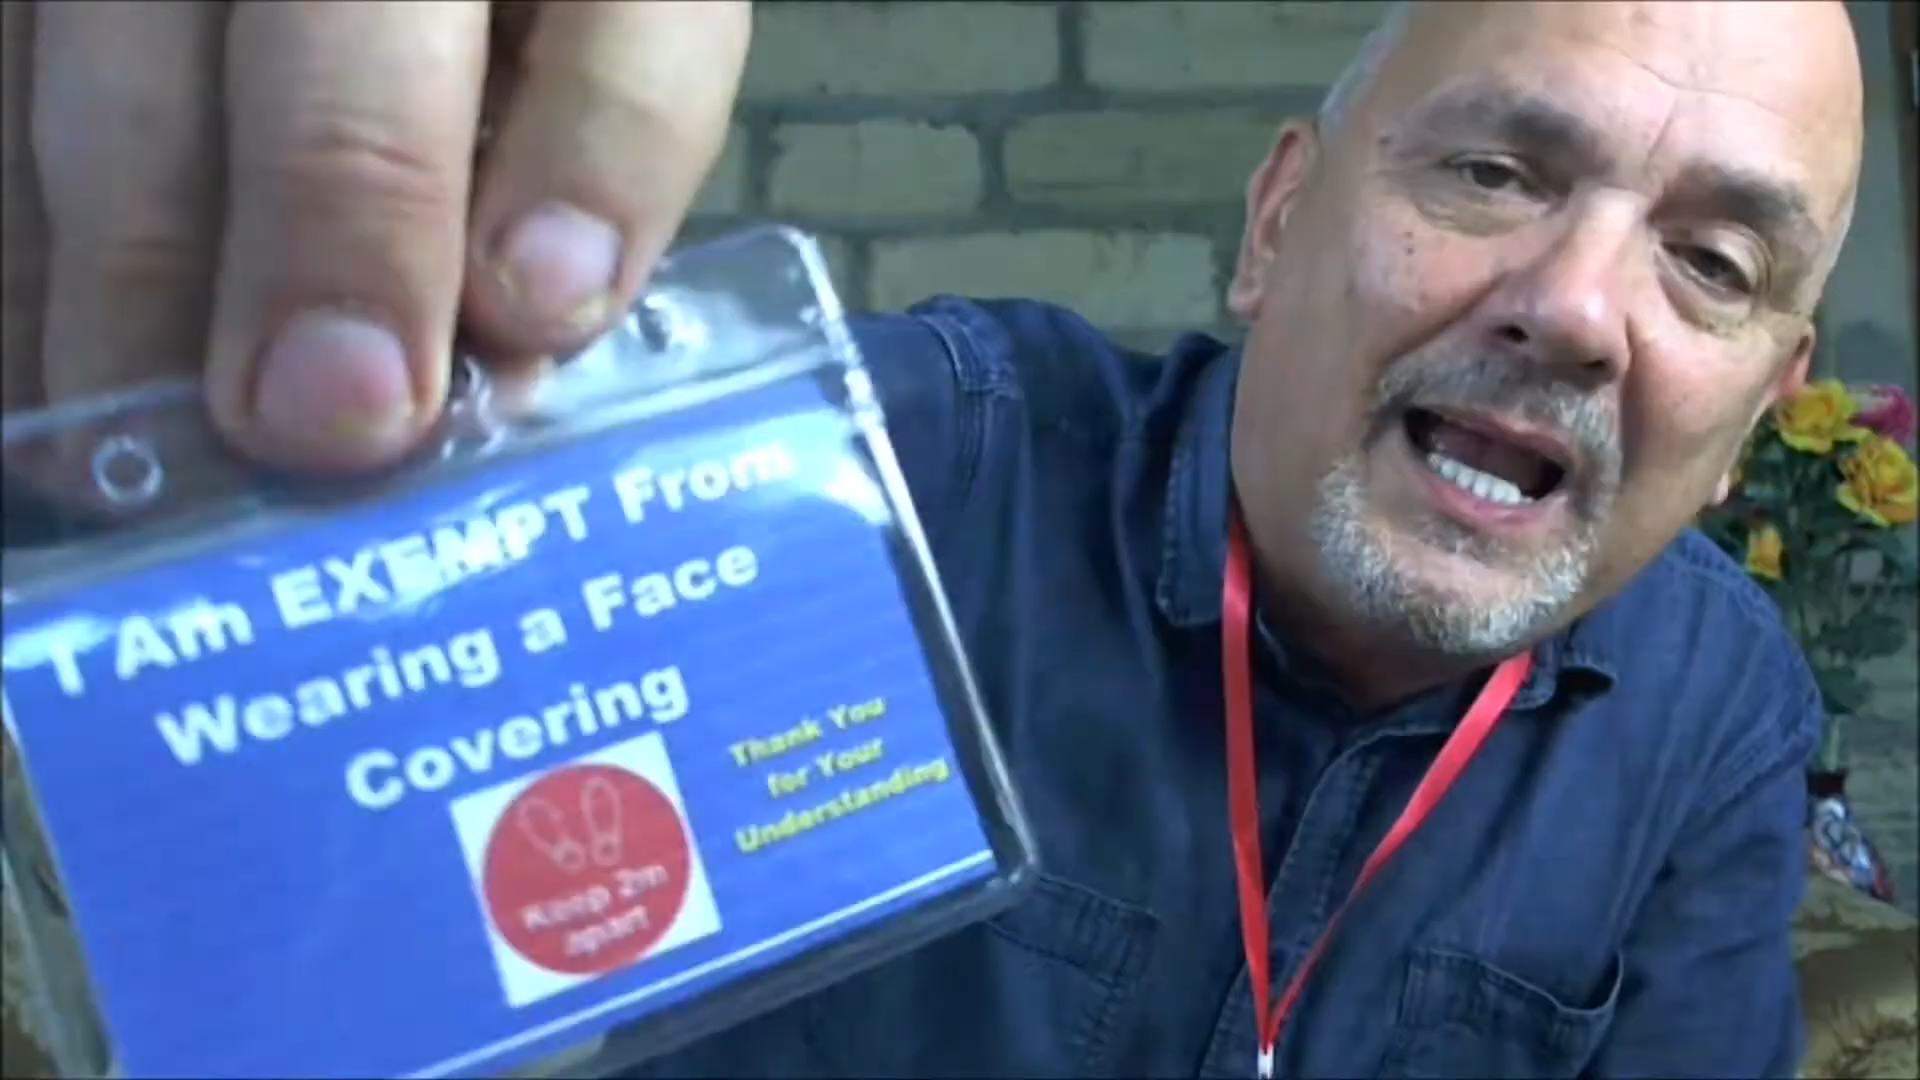 I Am EXEMPT From
Wearing a Face
Covering
Thank You
for Your
Understanding
Keep 2m
apart